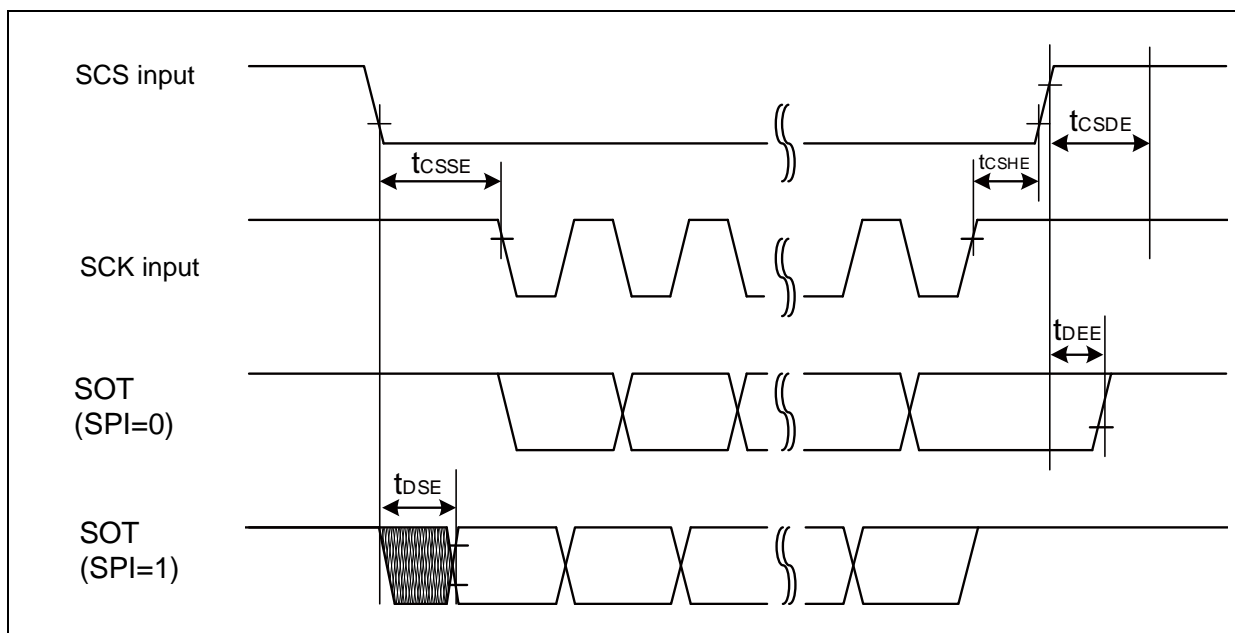 SCS input
tCSDE
tCSSE
tCSHE
SCK input
tDEE
SOT
(SPI=0)
tDSE
SOT
(SPI=1)